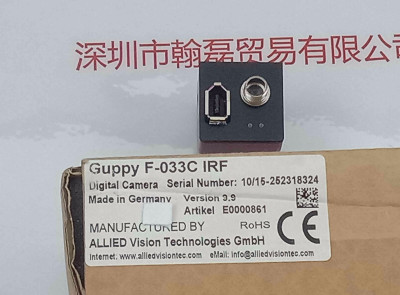 深圳市翰磊贸易有限公司
Guppy F-033C IRF
Digital Camera Serial Number: 10/15-252318324
Made in Germany Version 3.9
Artikel E0000861
MANUFACTURED BY RoHS CE
ALLIED Vision Technologies GmbH
Internet: www.alliedvisiontec.com Email: info@alliedvisiontec.com